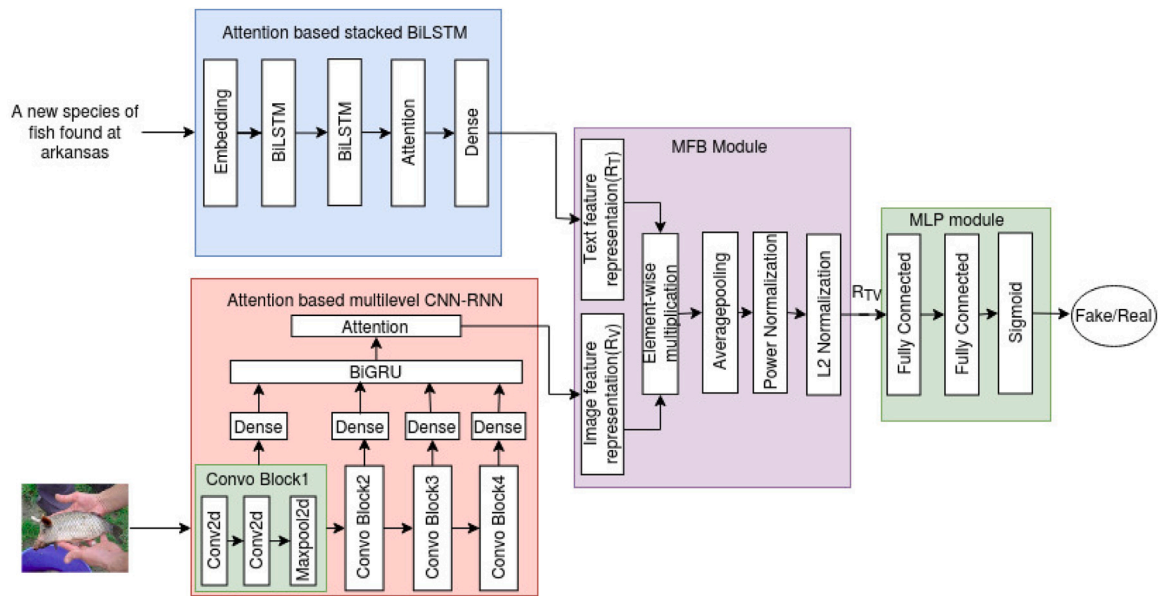 Attention based stacked BiLSTM
A new species of
fish found at
arkansas
Embedding
BiLSTM
BiLSTM
Attention
Dense
MFB Module
Text feature
representaion(RT)
Image feature
representation(RV)
Element-wise
multiplication
Averagepooling
Power Normalization
L2 Normalization
RTV
MLP module
Fully Connected
Fully Connected
Sigmoid
Fake/Real
Attention based multilevel CNN-RNN
Attention
BiGRU
Dense
Dense
Dense
Dense
Convo Block1
Conv2d
Conv2d
Maxpool2d
Convo Block2
Convo Block3
Convo Block4